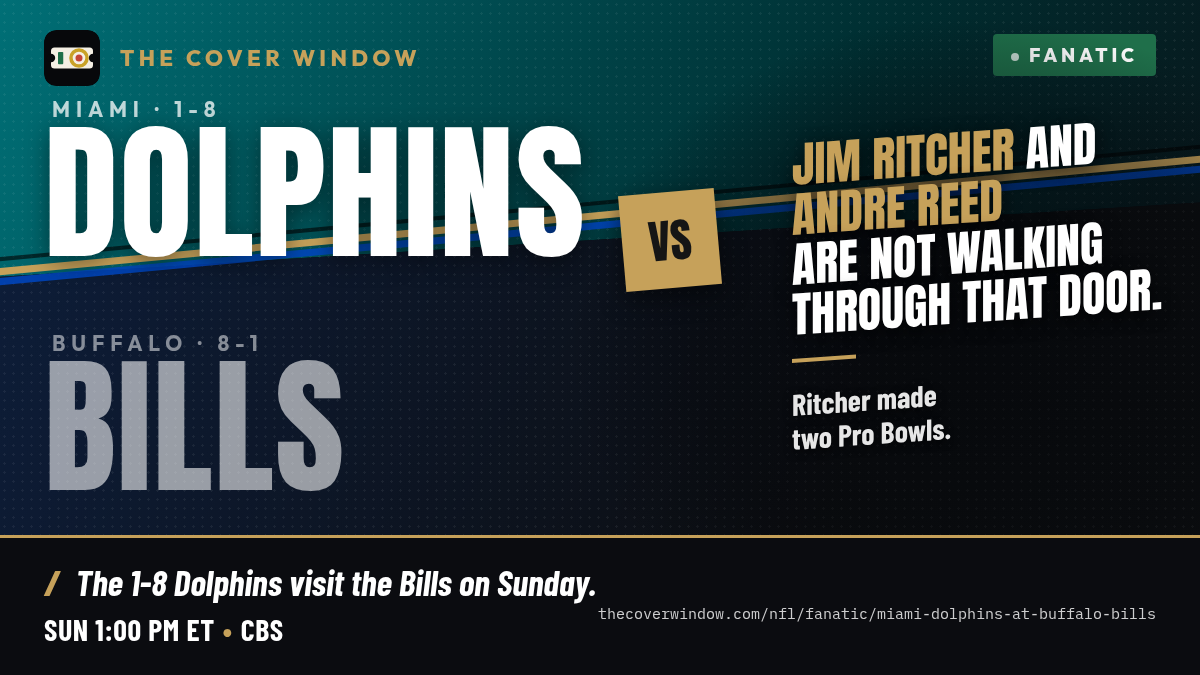 THE COVER WINDOW
FANATIC
MIAMI · 1-8
DOLPHINS
VS
BUFFALO · 8-1
BILLS
JIM RITCHER AND
ANDRE REED
ARE NOT WALKING
THROUGH THAT DOOR.
Ritcher made
two Pro Bowls.
/ The 1-8 Dolphins visit the Bills on Sunday.
SUN 1:00 PM ET • CBS
thecoverwindow.com/nfl/fanatic/miami-dolphins-at-buffalo-bills